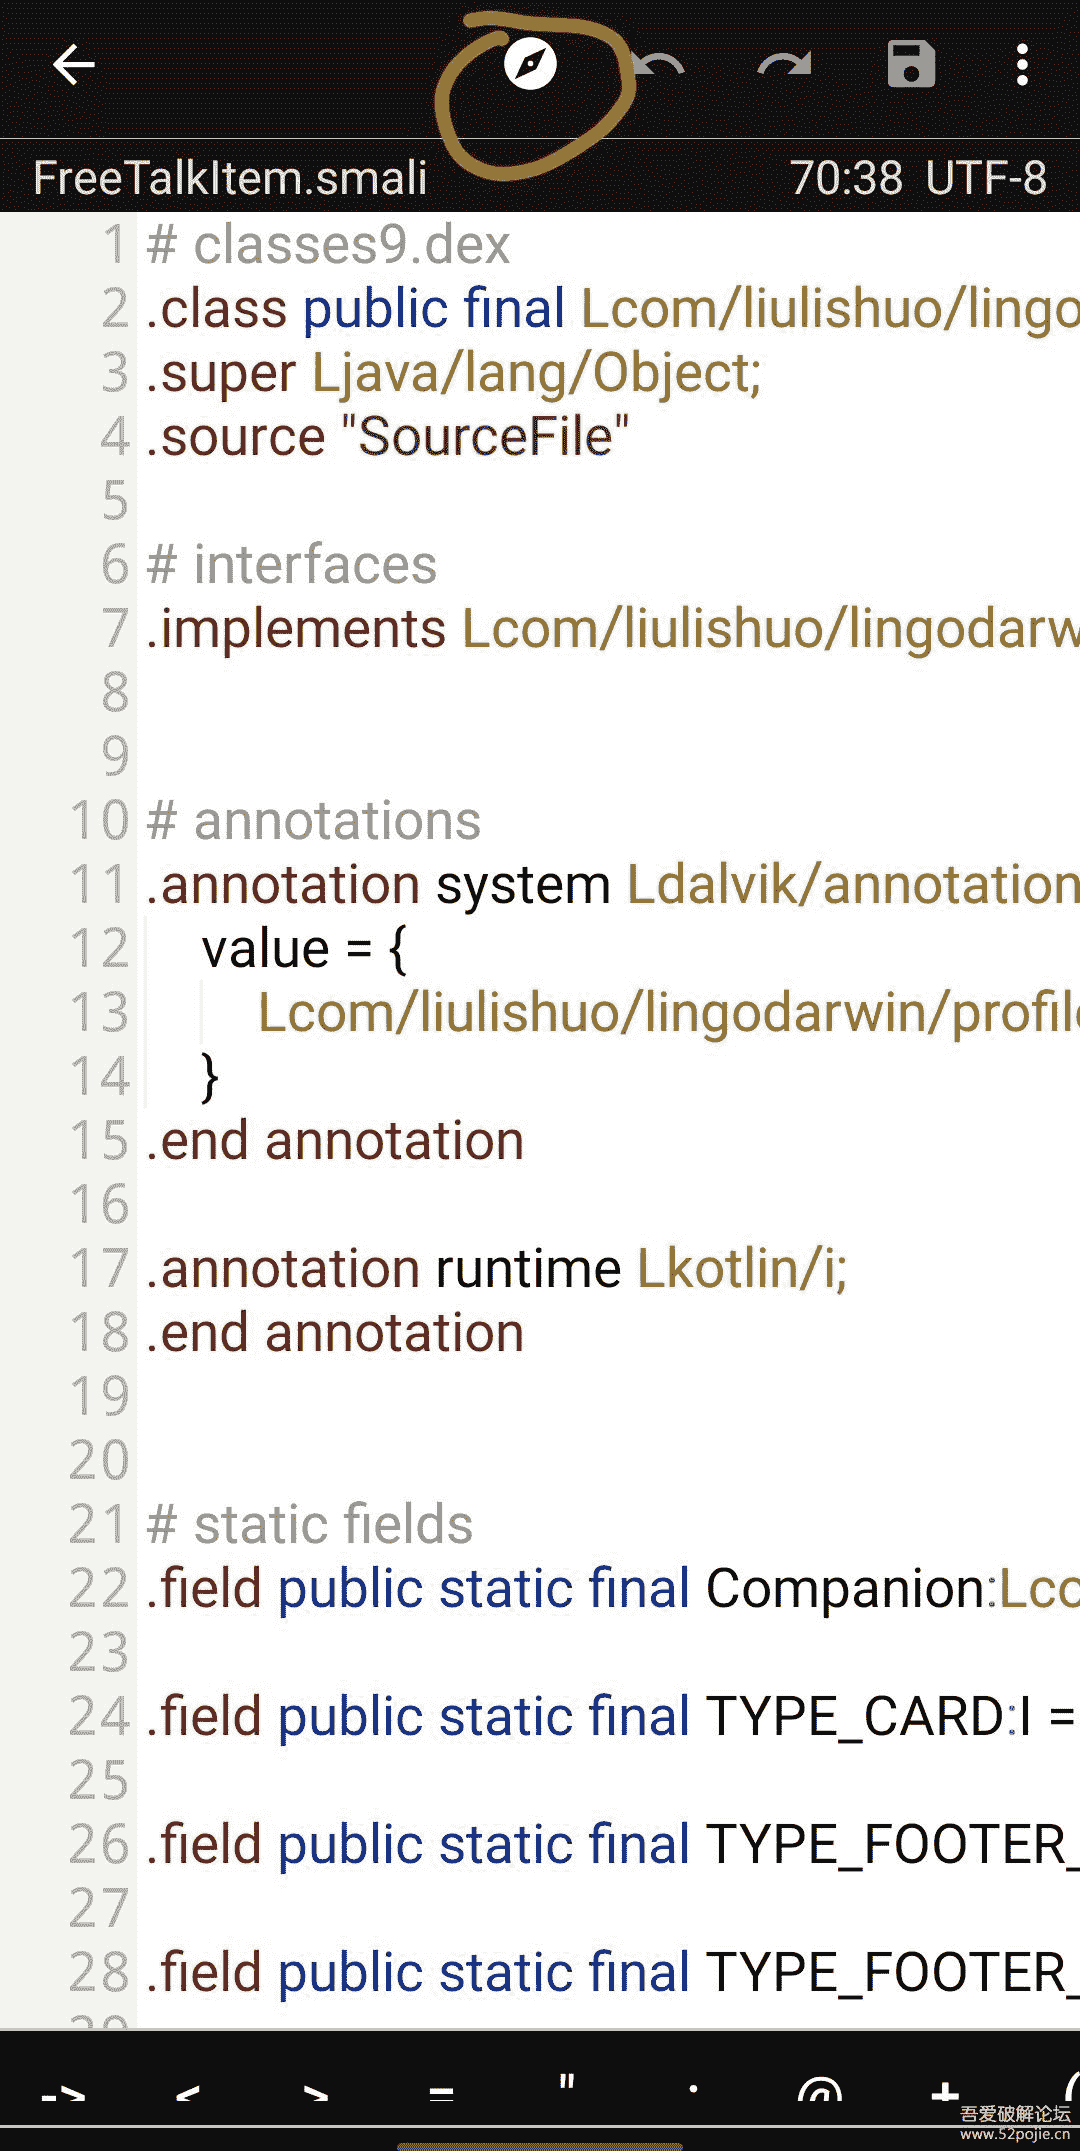 FreeTalkItem.smali 70:38 UTF-8
1 # classes9.dex
2 .class public final Lcom/liulishuo/lingo
3 .super Ljava/lang/Object;
4 .source "SourceFile"
5
6 # interfaces
7 .implements Lcom/liulishuo/lingodarw
8
9
10 # annotations
11 .annotation system Ldalvik/annotation
12 value = {
13 Lcom/liulishuo/lingodarwin/profile
14 }
15 .end annotation
16
17 .annotation runtime Lkotlin/i;
18 .end annotation
19
20
21 # static fields
22 .field public static final Companion:Lco
23
24 .field public static final TYPE_CARD:I =
25
26 .field public static final TYPE_FOOTER_
27
28 .field public static final TYPE_FOOTER_
29
-> < > = " . @ + (
吾爱破解论坛
www.52pojie.cn